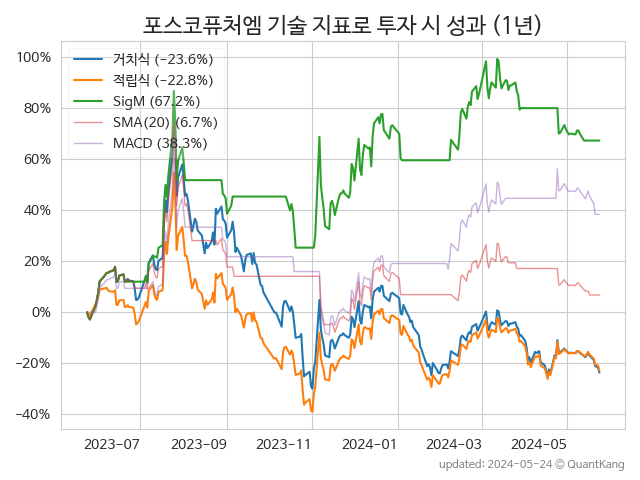 포스코퓨처엠 기술 지표로 투자 시 성과 (1년)
거치식 (−23.6%)
적립식 (−22.8%)
SigM (67.2%)
SMA(20) (6.7%)
MACD (38.3%)
100%
80%
60%
40%
20%
0%
−20%
−40%
2023-07
2023-09
2023-11
2024-01
2024-03
2024-05
updated: 2024-05-24 © QuantKang